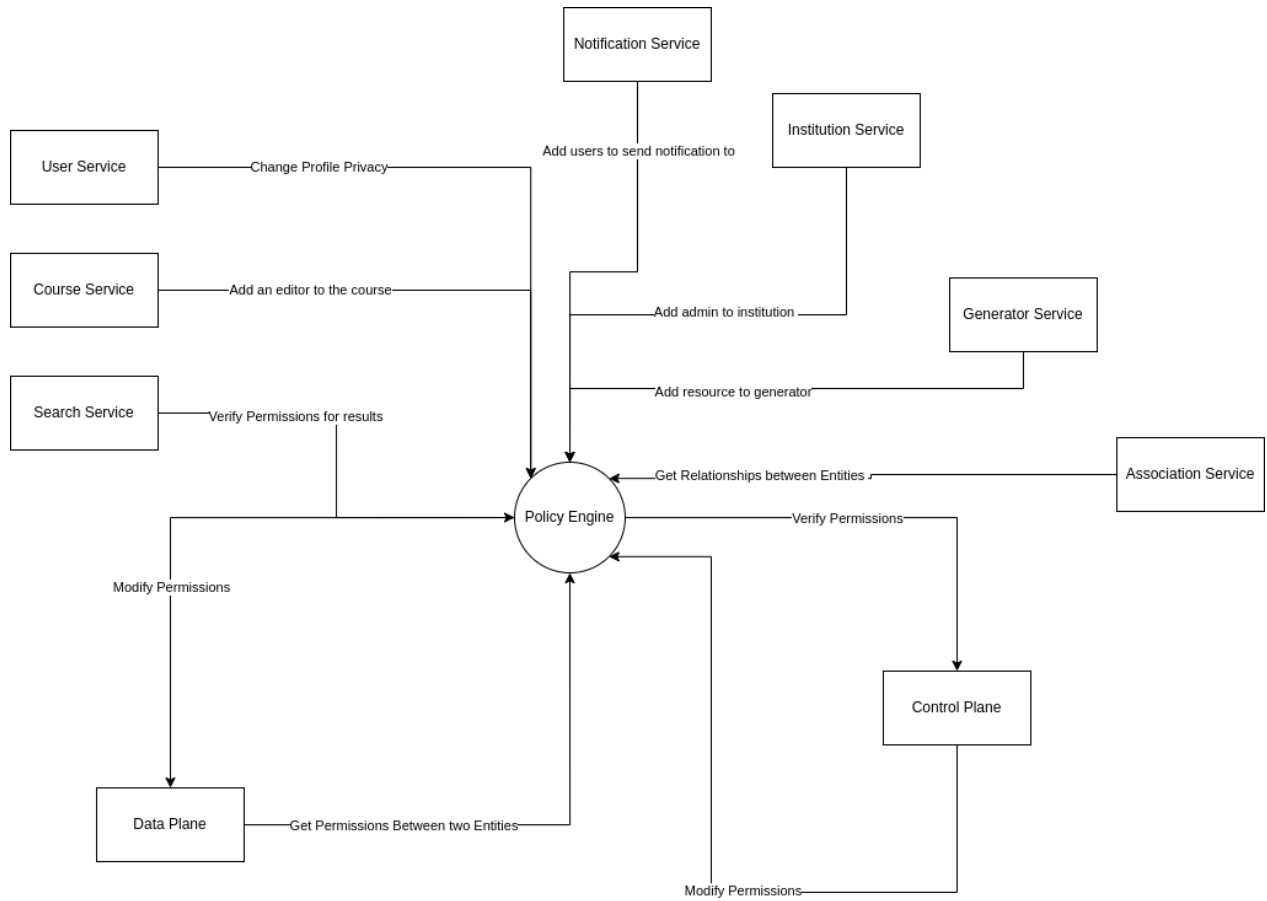 Notification Service
Institution Service
Add users to send notification to
User Service
Change Profile Privacy
Course Service
Add an editor to the course
Add admin to institution
Generator Service
Add resource to generator
Search Service
Verify Permissions for results
Get Relationships between Entities
Association Service
Policy Engine
Verify Permissions
Modify Permissions
Control Plane
Data Plane
Get Permissions Between two Entities
Modify Permissions